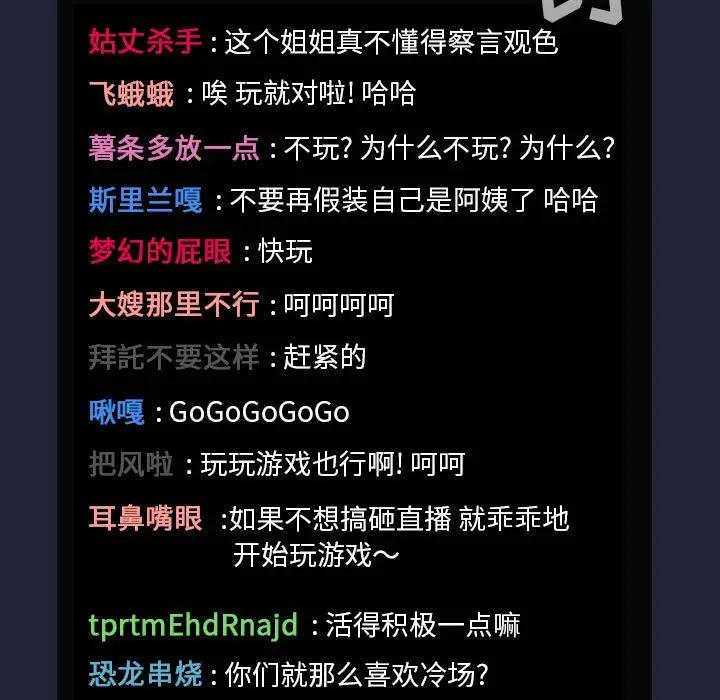 姑丈杀手 : 这个姐姐真不懂得察言观色
飞蛾蛾 : 唉 玩就对啦! 哈哈
薯条多放一点 : 不玩? 为什么不玩? 为什么?
斯里兰嘎 : 不要再假装自己是阿姨了 哈哈
梦幻的屁眼 : 快玩
大嫂那里不行 : 呵呵呵呵
拜託不要这样 : 赶紧的
啾嘎 : GoGoGoGoGo
把风啦 : 玩玩游戏也行啊! 呵呵
耳鼻嘴眼 :如果不想搞砸直播 就乖乖地
开始玩游戏～
tprtmEhdRnajd : 活得积极一点嘛
恐龙串烧 : 你们就那么喜欢冷场?